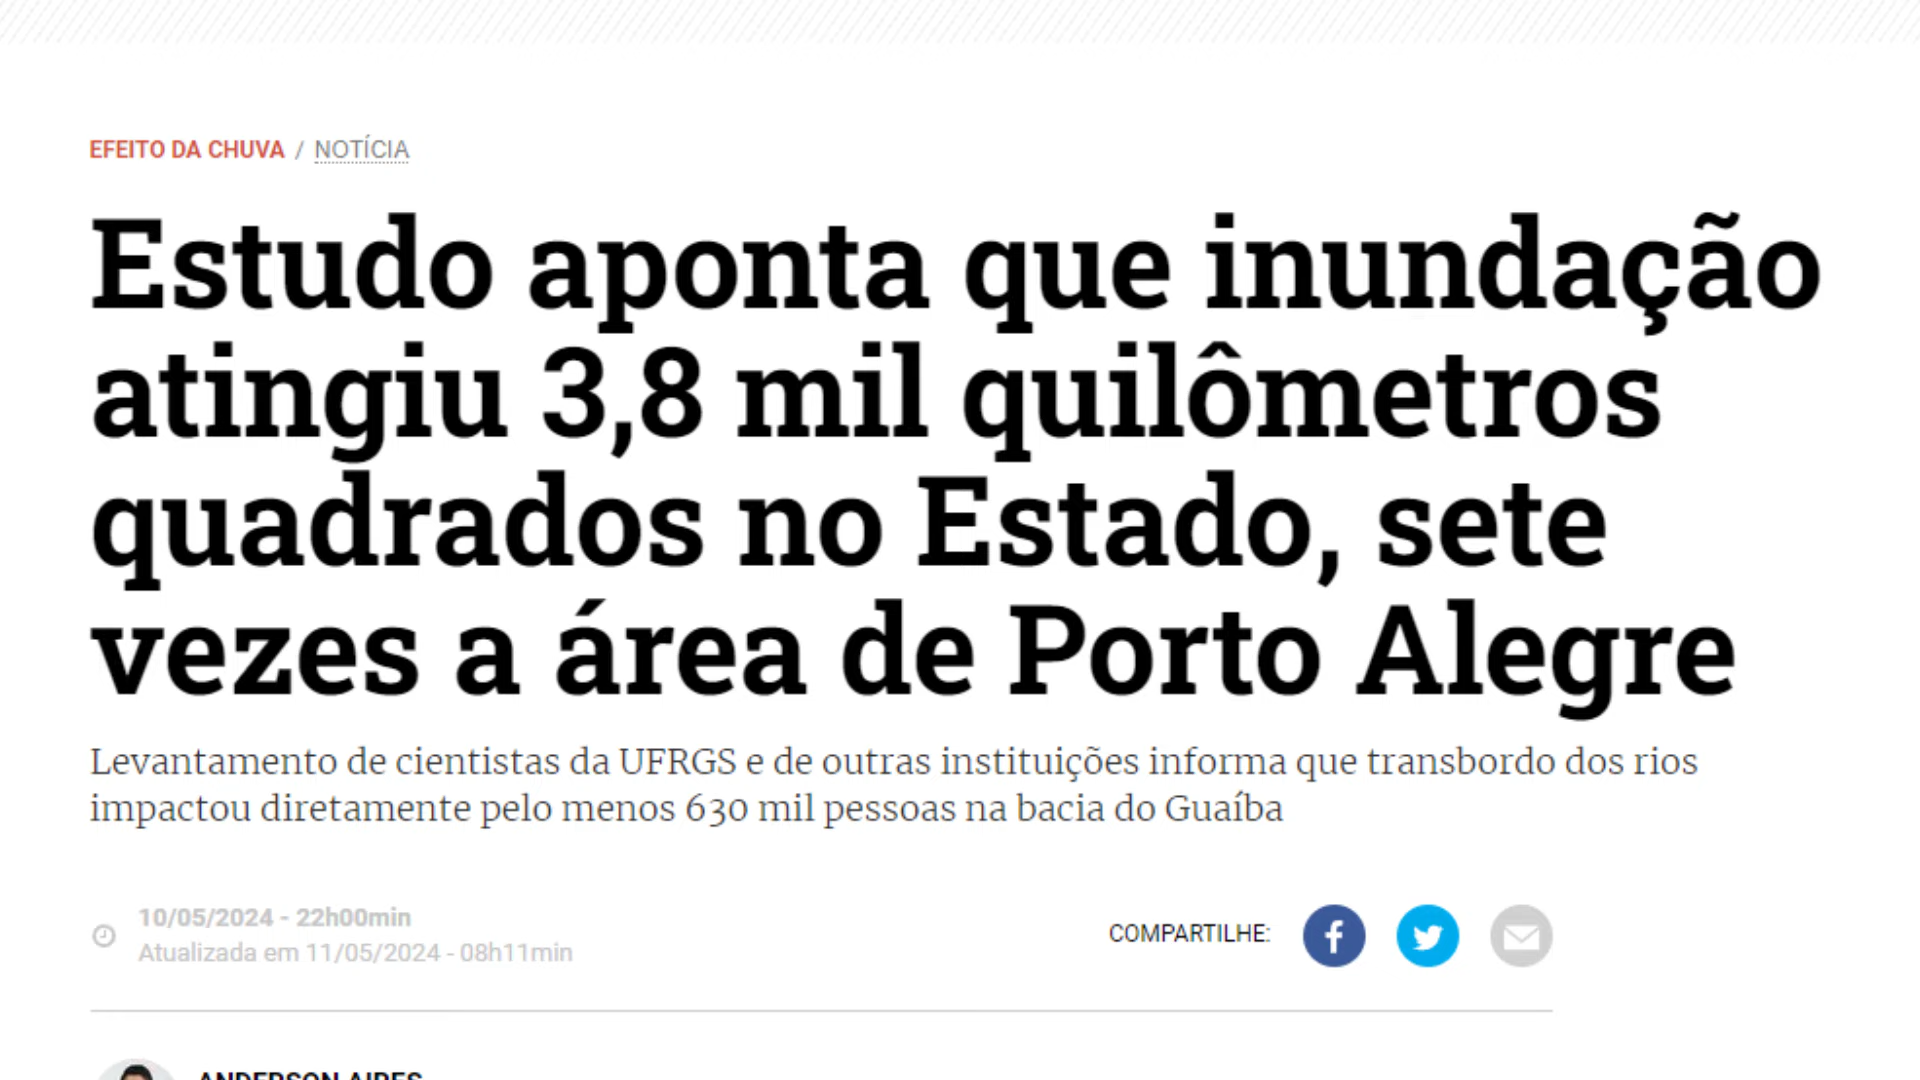 EFEITO DA CHUVA / NOTÍCIA
Estudo aponta que inundação
atingiu 3,8 mil quilômetros
quadrados no Estado, sete
vezes a área de Porto Alegre
Levantamento de cientistas da UFRGS e de outras instituições informa que transbordo dos rios
impactou diretamente pelo menos 630 mil pessoas na bacia do Guaíba
10/05/2024 - 22h00min
Atualizada em 11/05/2024 - 08h11min
COMPARTILHE:
ANDERSON AIRES